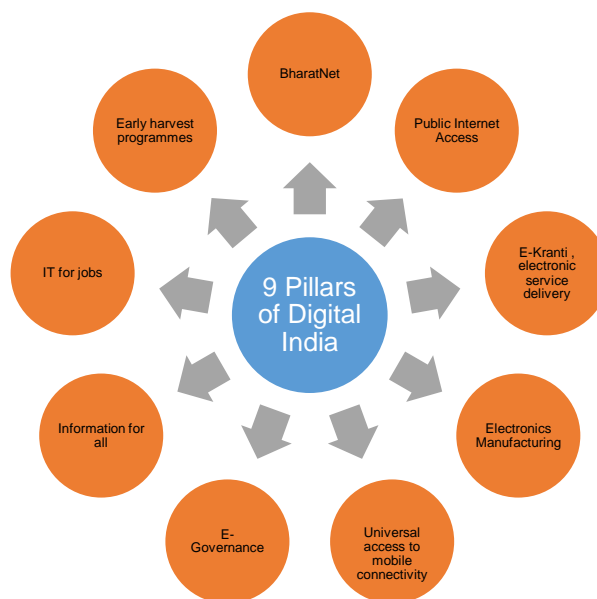 BharatNet
Early harvest
programmes
Public Internet
Access
IT for jobs
9 Pillars
of Digital
India
E-Kranti ,
electronic
service
delivery
Information for
all
Electronics
Manufacturing
E-
Governance
Universal
access to
mobile
connectivity